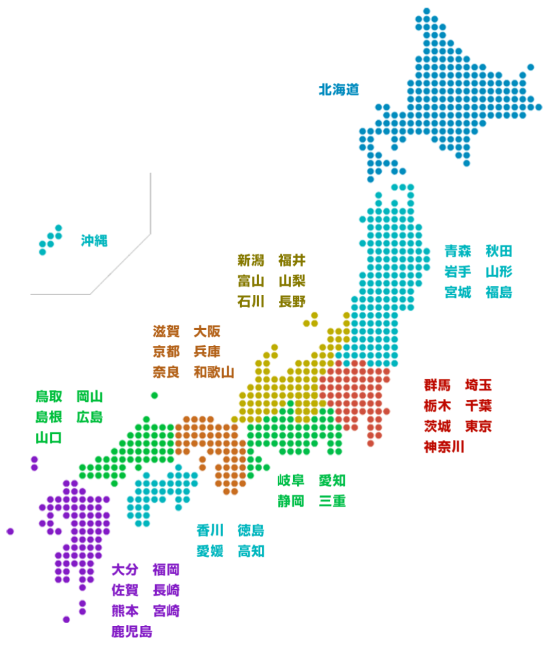 北海道
沖縄
青森　秋田
岩手　山形
宮城　福島
新潟　福井
富山　山梨
石川　長野
滋賀　大阪
京都　兵庫
奈良　和歌山
群馬　埼玉
栃木　千葉
茨城　東京
神奈川
鳥取　岡山
島根　広島
山口
岐阜　愛知
静岡　三重
香川　徳島
愛媛　高知
大分　福岡
佐賀　長崎
熊本　宮崎
鹿児島